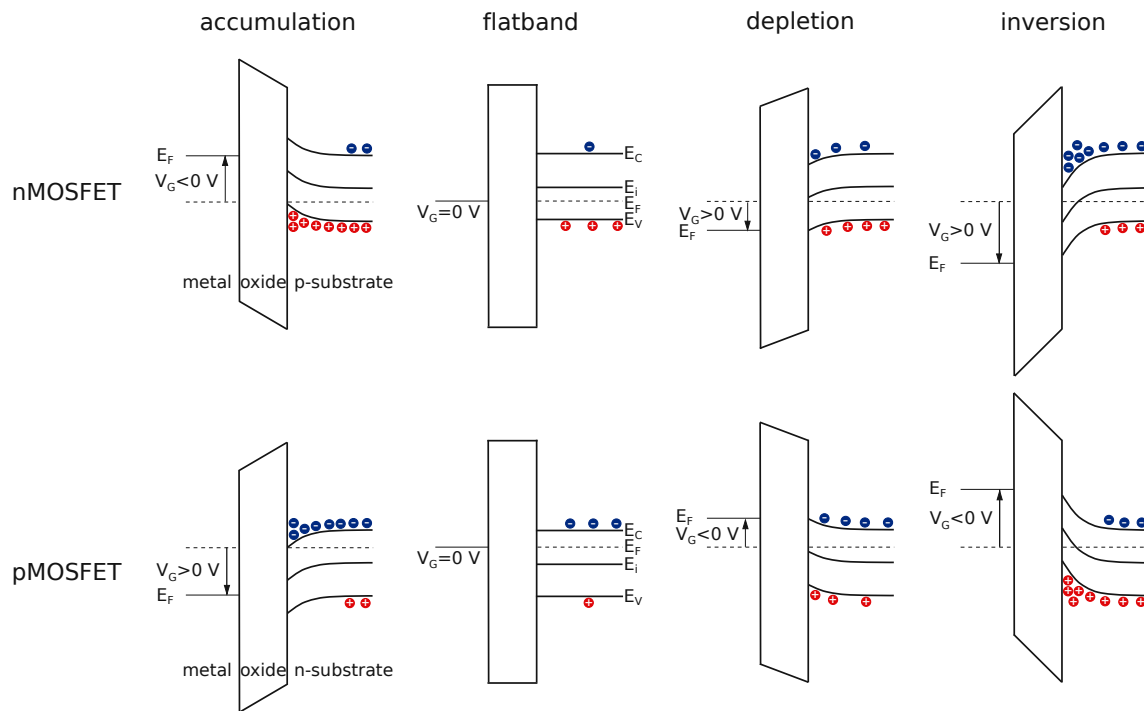 accumulation flatband depletion inversion
nMOSFET
E_F
V_G<0 V
metal oxide p-substrate
V_G=0 V
E_C
E_i
E_F
E_V
V_G>0 V
E_F
V_G>0 V
E_F
pMOSFET
V_G>0 V
E_F
metal oxide n-substrate
V_G=0 V
E_C
E_F
E_i
E_V
E_F
V_G<0 V
E_F
V_G<0 V